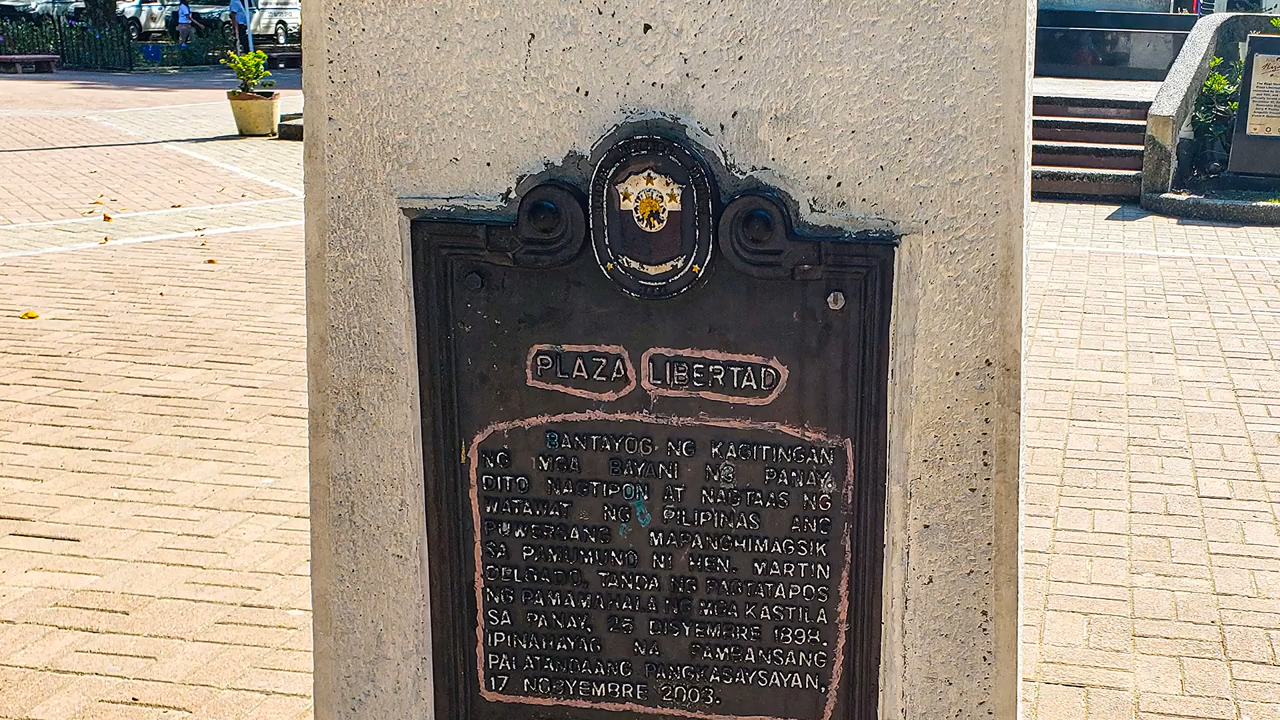 PLAZA LIBERTAD
BANTAYOG NG KAGITINGAN
NG MGA BAYANI NG PANAY.
DITO NAGTIPON AT NAGTAAS NG
WATAWAT NG PILIPINAS ANG
PUWERSANG MAPANGHIMAGSIK
SA PAMUMUNO NI HEN. MARTIN
DELGADO, TANDA NG PAGTATAPOS
NG PAMAMAHALA NG MGA KASTILA
SA PANAY, 25 DISYEMBRE 1898.
IPINAHAYAG NA PAMBANSANG
PALATANDAANG PANGKASAYSAYAN,
17 NOBYEMBRE 2003.